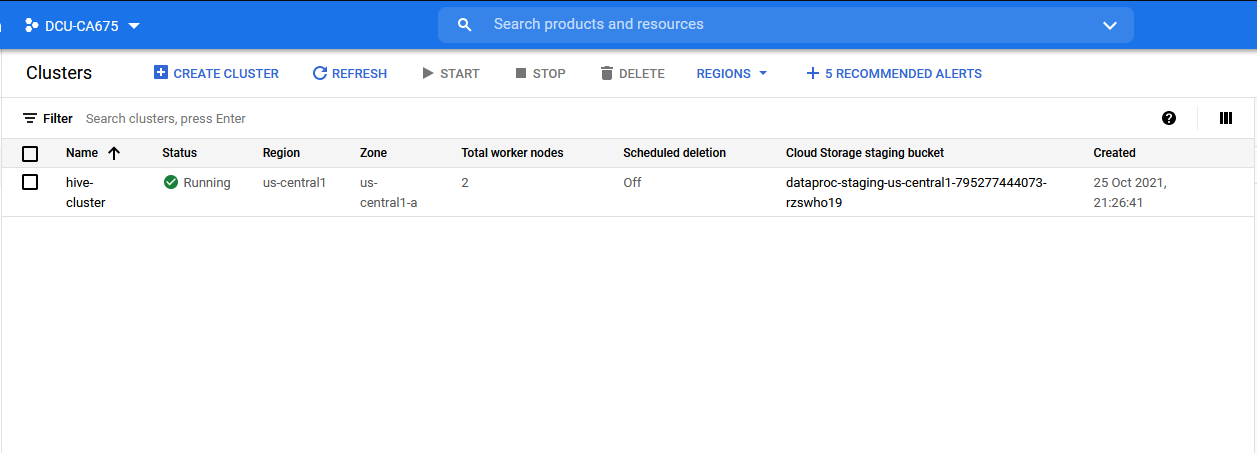 DCU-CA675
Search products and resources
Clusters
CREATE CLUSTER
REFRESH
START
STOP
DELETE
REGIONS
5 RECOMMENDED ALERTS
Filter Search clusters, press Enter
Name Status Region Zone Total worker nodes Scheduled deletion Cloud Storage staging bucket Created
hive-
cluster
Running
us-central1
us-
central1-a
2
Off
dataproc-staging-us-central1-795277444073-
rzswho19
25 Oct 2021,
21:26:41